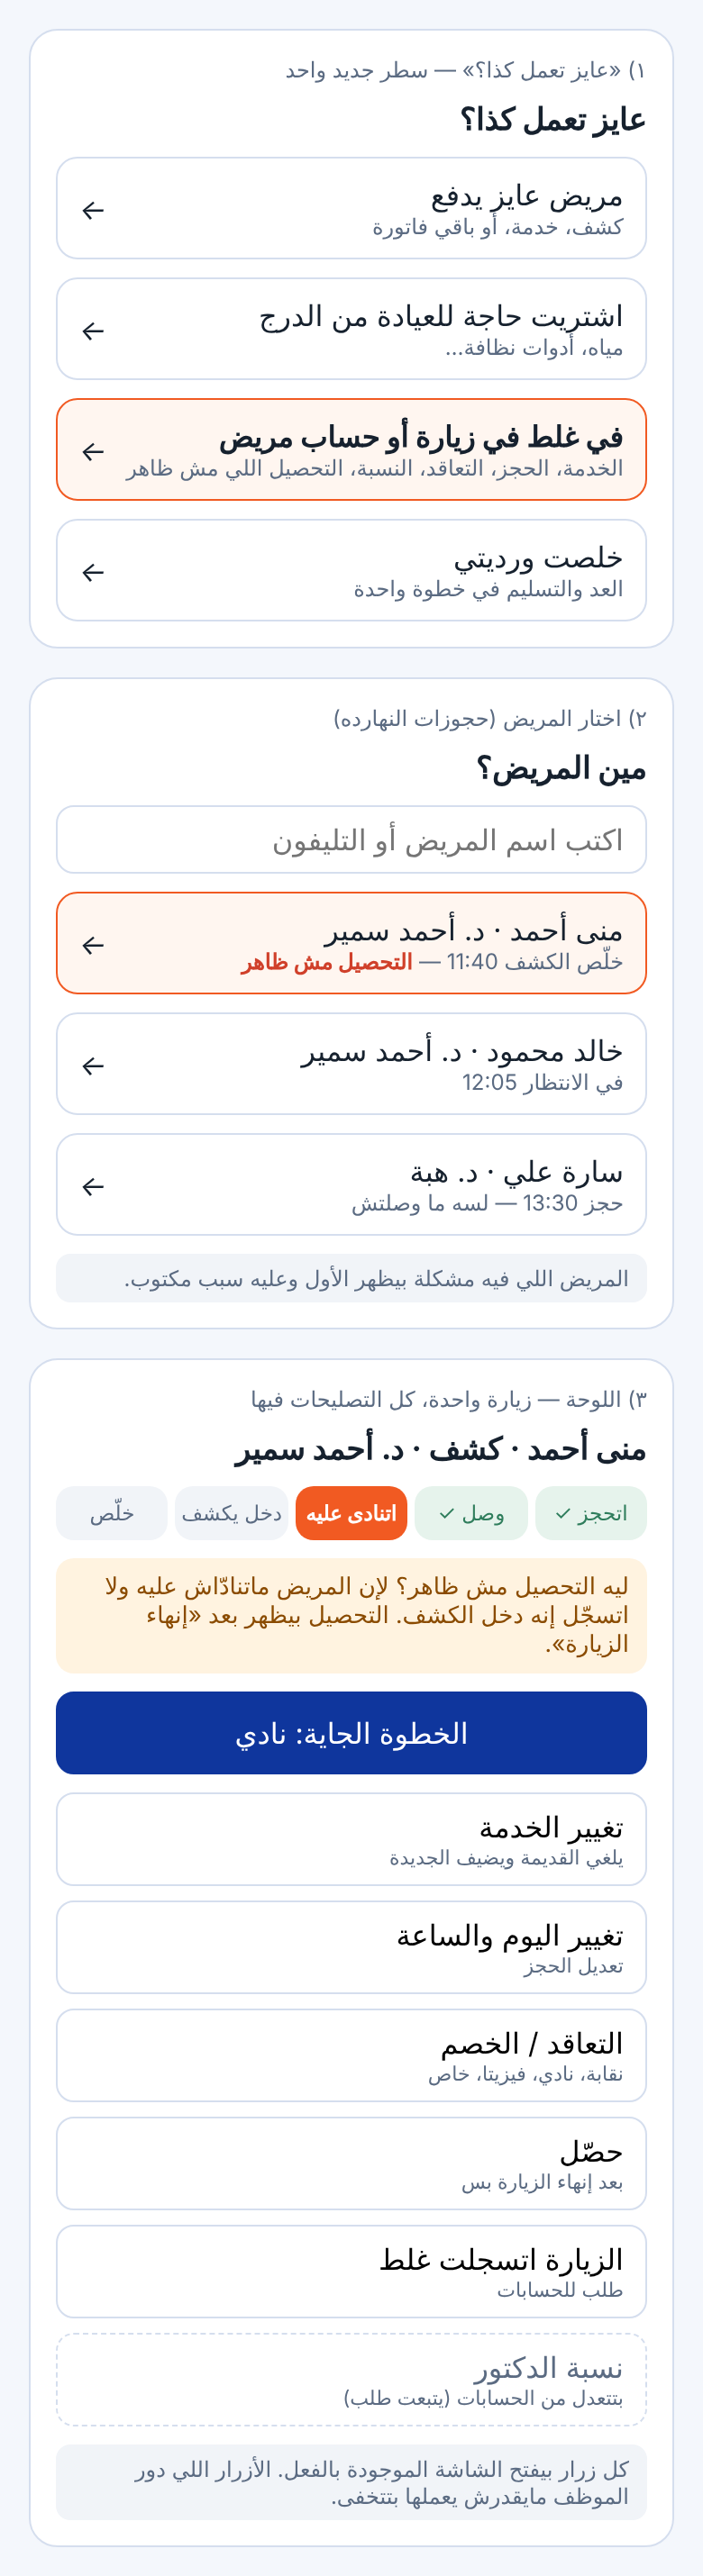 ١) «عايز تعمل كذا؟» — سطر جديد واحد
عايز تعمل كذا؟
مريض عايز يدفع
كشف، خدمة، أو باقي فاتورة
←
اشتريت حاجة للعيادة من الدرج
مياه، أدوات نظافة...
←
في غلط في زيارة أو حساب مريض
الخدمة، الحجز، التعاقد، النسبة، التحصيل اللي مش ظاهر
←
خلصت ورديتي
العد والتسليم في خطوة واحدة
←
٢) اختار المريض (حجوزات النهارده)
مين المريض؟
اكتب اسم المريض أو التليفون
منى أحمد · د. أحمد سمير
خلّص الكشف 11:40 — التحصيل مش ظاهر
←
خالد محمود · د. أحمد سمير
في الانتظار 12:05
←
سارة علي · د. هبة
حجز 13:30 — لسه ما وصلتش
←
المريض اللي فيه مشكلة بيظهر الأول وعليه سبب مكتوب.
٣) اللوحة — زيارة واحدة، كل التصليحات فيها
منى أحمد · كشف · د. أحمد سمير
اتحجز ✓ وصل ✓ اتنادى عليه دخل يكشف خلّص
ليه التحصيل مش ظاهر؟ لإن المريض ماتنادّاش عليه ولا
اتسجّل إنه دخل الكشف. التحصيل بيظهر بعد «إنهاء
الزيارة».
الخطوة الجاية: نادي
تغيير الخدمة
يلغي القديمة ويضيف الجديدة
تغيير اليوم والساعة
تعديل الحجز
التعاقد / الخصم
نقابة، نادي، فيزيتا، خاص
حصّل
بعد إنهاء الزيارة بس
الزيارة اتسجلت غلط
طلب للحسابات
نسبة الدكتور
بتتعدل من الحسابات (يتبعت طلب)
كل زرار بيفتح الشاشة الموجودة بالفعل. الأزرار اللي دور
الموظف مايقدرش يعملها بتتخفى.